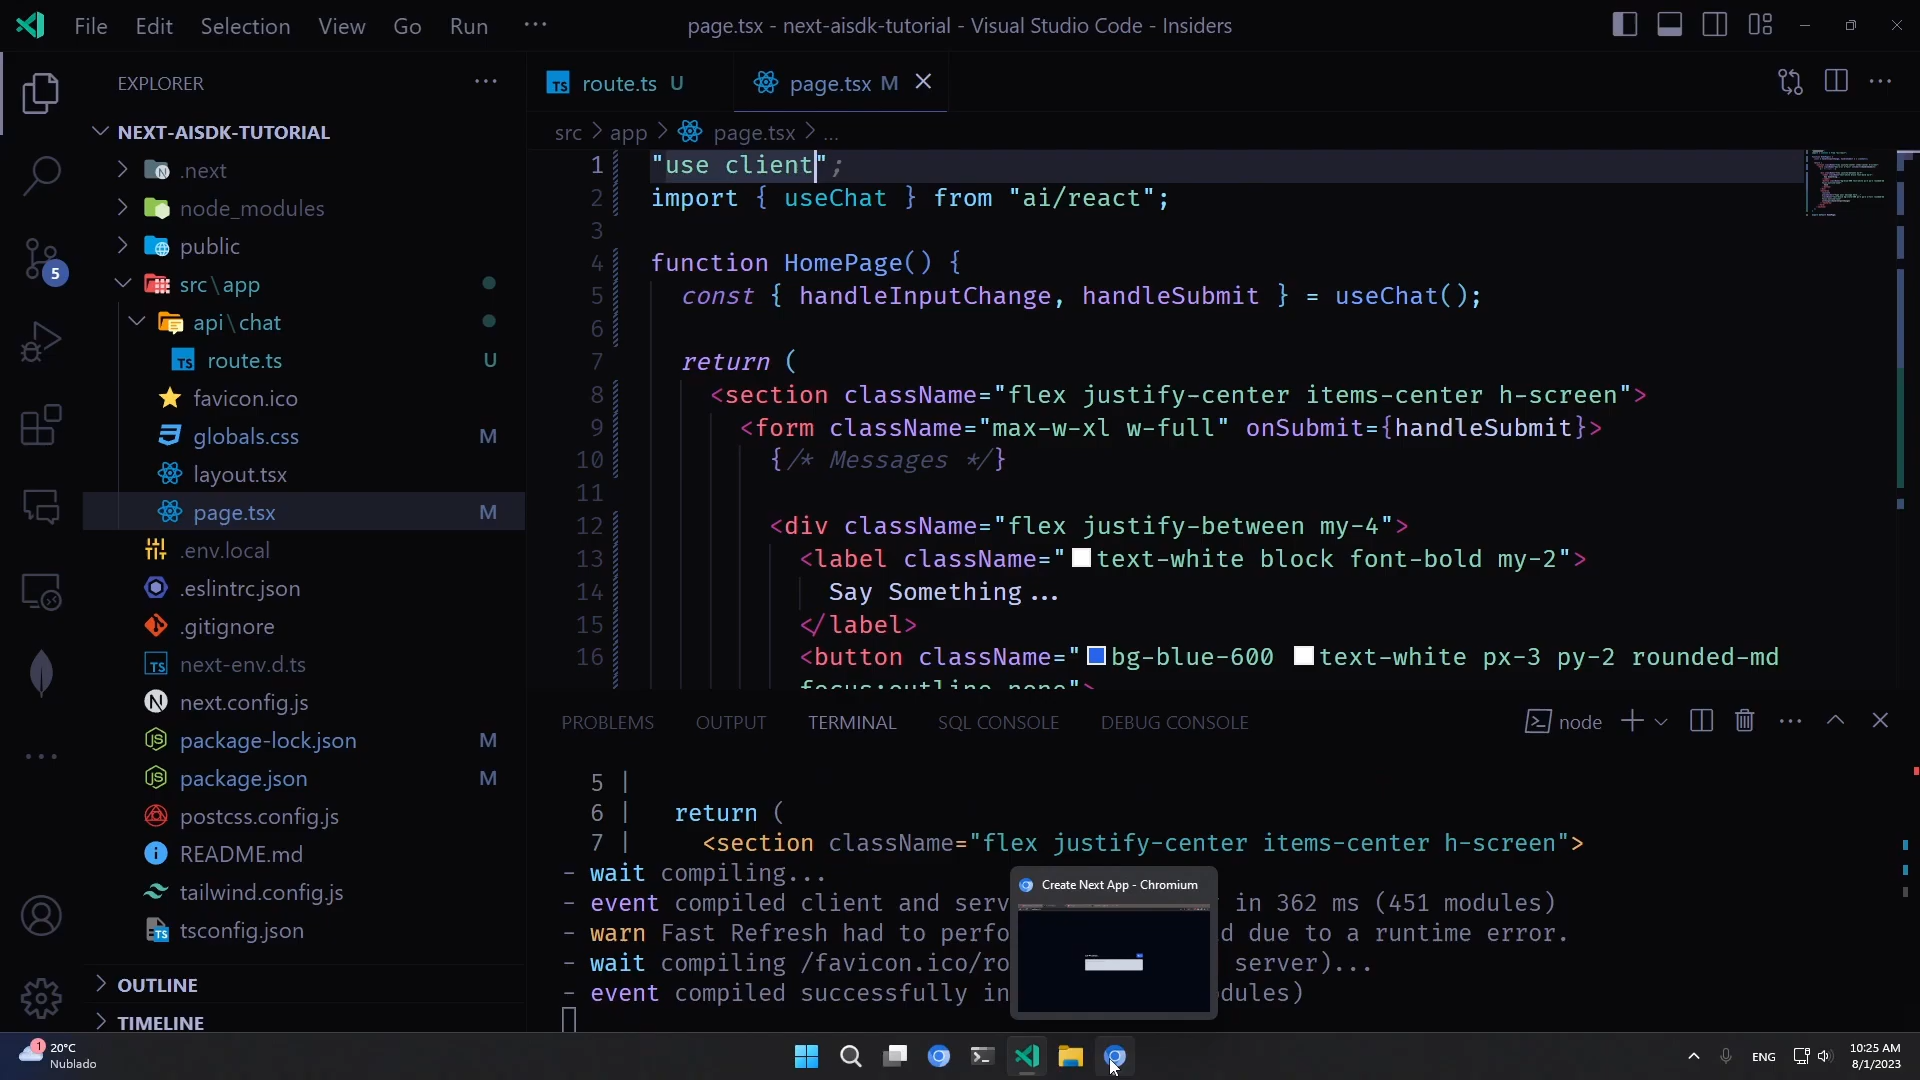 File Edit Selection View Go Run ···
page.tsx - next-aisdk-tutorial - Visual Studio Code - Insiders
EXPLORER ···
NEXT-AISDK-TUTORIAL
.next
node_modules
public
src\app
api\chat
route.ts U
favicon.ico
globals.css M
layout.tsx
page.tsx M
.env.local
.eslintrc.json
.gitignore
next-env.d.ts
next.config.js
package-lock.json M
package.json M
postcss.config.js
README.md
tailwind.config.js
tsconfig.json
OUTLINE
TIMELINE
5
route.ts U
page.tsx M
src > app > page.tsx > ...
1 "use client";
2 import { useChat } from "ai/react";
3
4 function HomePage() {
5 const { handleInputChange, handleSubmit } = useChat();
6
7 return (
8 <section className="flex justify-center items-center h-screen">
9 <form className="max-w-xl w-full" onSubmit={handleSubmit}>
10 {/* Messages */}
11
12 <div className="flex justify-between my-4">
13 <label className="text-white block font-bold my-2">
14 Say Something...
15 </label>
16 <button className="bg-blue-600 text-white px-3 py-2 rounded-md
focus:outline-none">
PROBLEMS OUTPUT TERMINAL SQL CONSOLE DEBUG CONSOLE
node
5 |
6 | return (
7 | <section className="flex justify-center items-center h-screen">
- wait compiling...
- event compiled client and serv in 362 ms (451 modules)
- warn Fast Refresh had to perfo d due to a runtime error.
- wait compiling /favicon.ico/ro server)...
- event compiled successfully in dules)
Create Next App - Chromium
1
20°C
Nublado
ENG
10:25 AM
8/1/2023